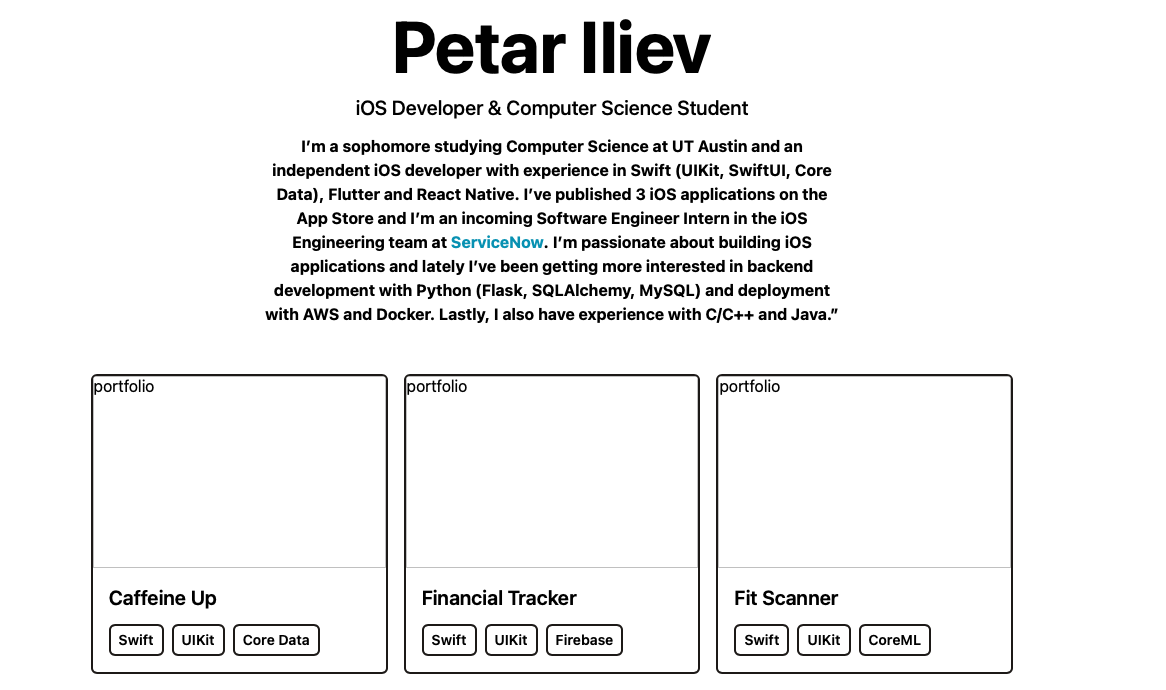 Petar Iliev
iOS Developer & Computer Science Student
I’m a sophomore studying Computer Science at UT Austin and an
independent iOS developer with experience in Swift (UIKit, SwiftUI, Core
Data), Flutter and React Native. I’ve published 3 iOS applications on the
App Store and I’m an incoming Software Engineer Intern in the iOS
Engineering team at ServiceNow. I’m passionate about building iOS
applications and lately I’ve been getting more interested in backend
development with Python (Flask, SQLAlchemy, MySQL) and deployment
with AWS and Docker. Lastly, I also have experience with C/C++ and Java.”
portfolio
Caffeine Up
Swift UIKit Core Data
portfolio
Financial Tracker
Swift UIKit Firebase
portfolio
Fit Scanner
Swift UIKit CoreML